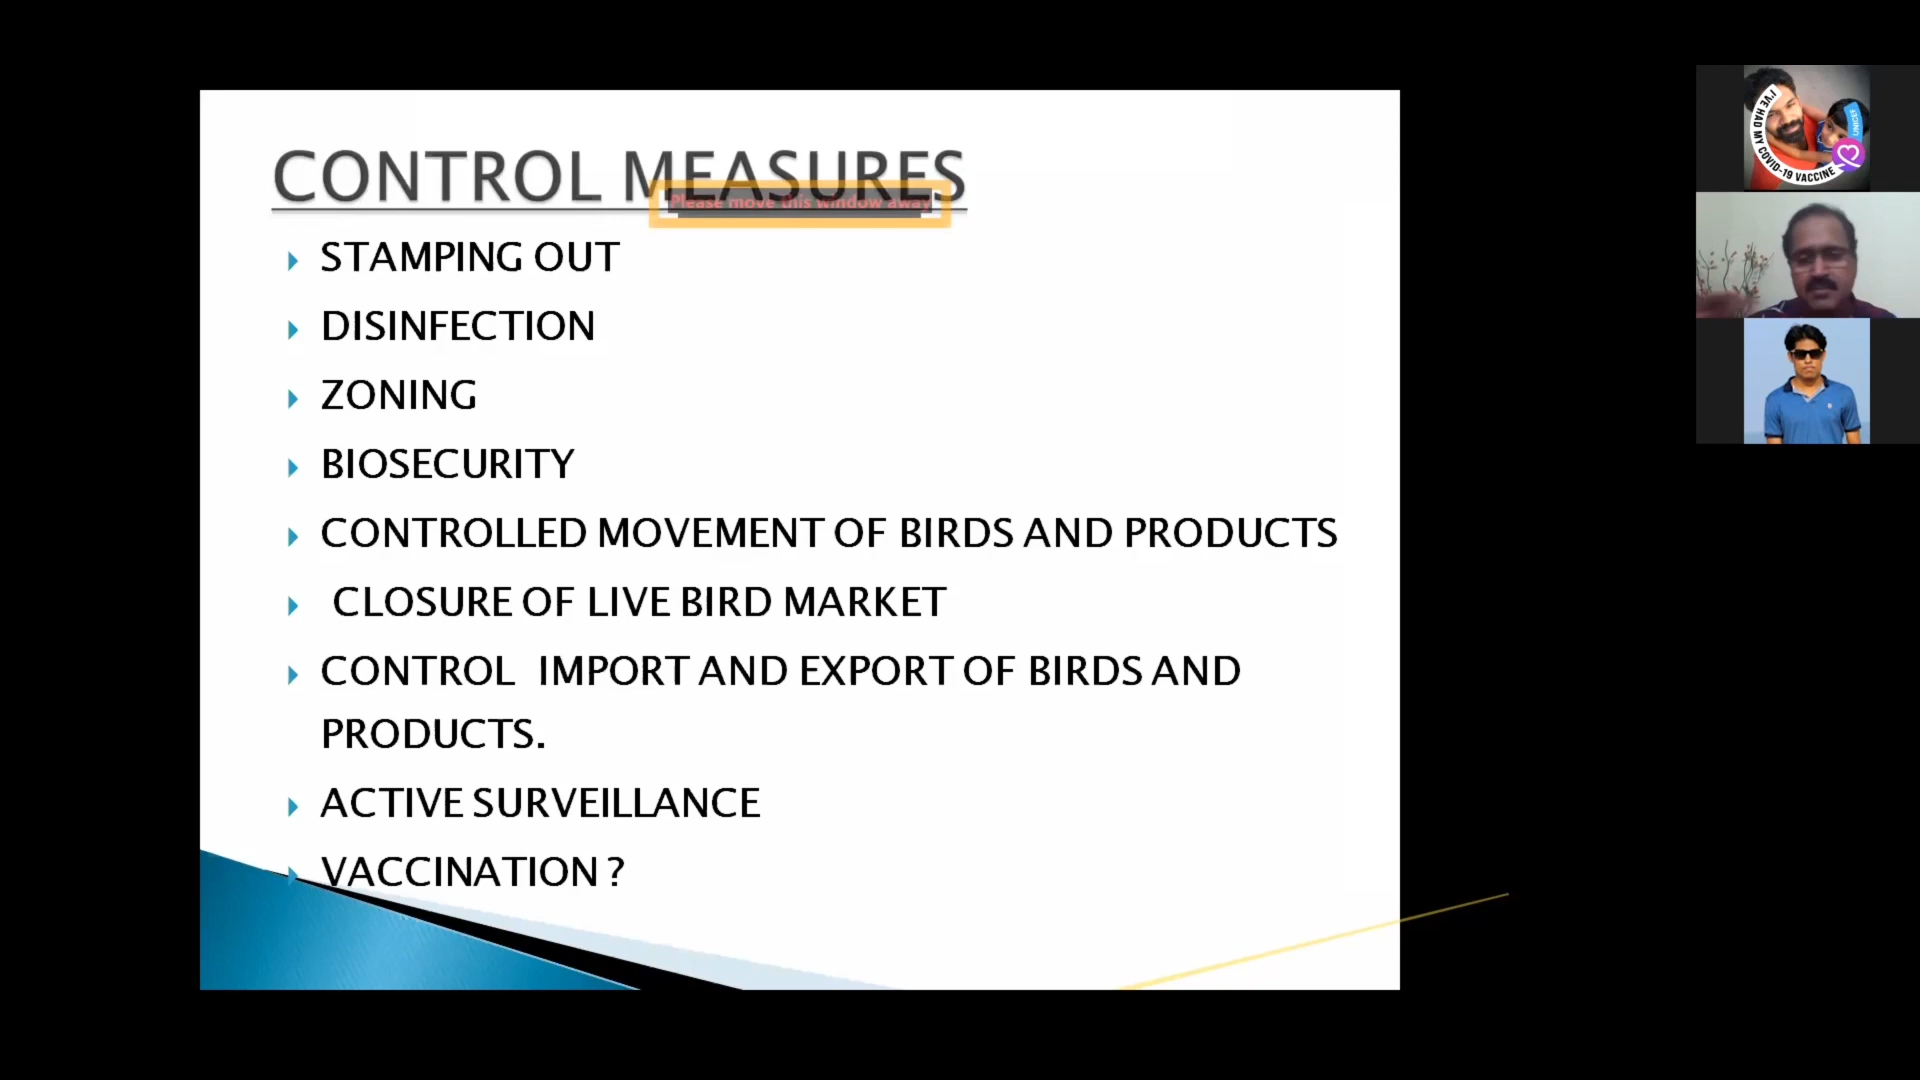 CONTROL MEASURES
Please move this window away
STAMPING OUT
DISINFECTION
ZONING
BIOSECURITY
CONTROLLED MOVEMENT OF BIRDS AND PRODUCTS
CLOSURE OF LIVE BIRD MARKET
CONTROL IMPORT AND EXPORT OF BIRDS AND
PRODUCTS.
ACTIVE SURVEILLANCE
VACCINATION ?
I'VE HAD MY COVID-19 VACCINE
UNICEF